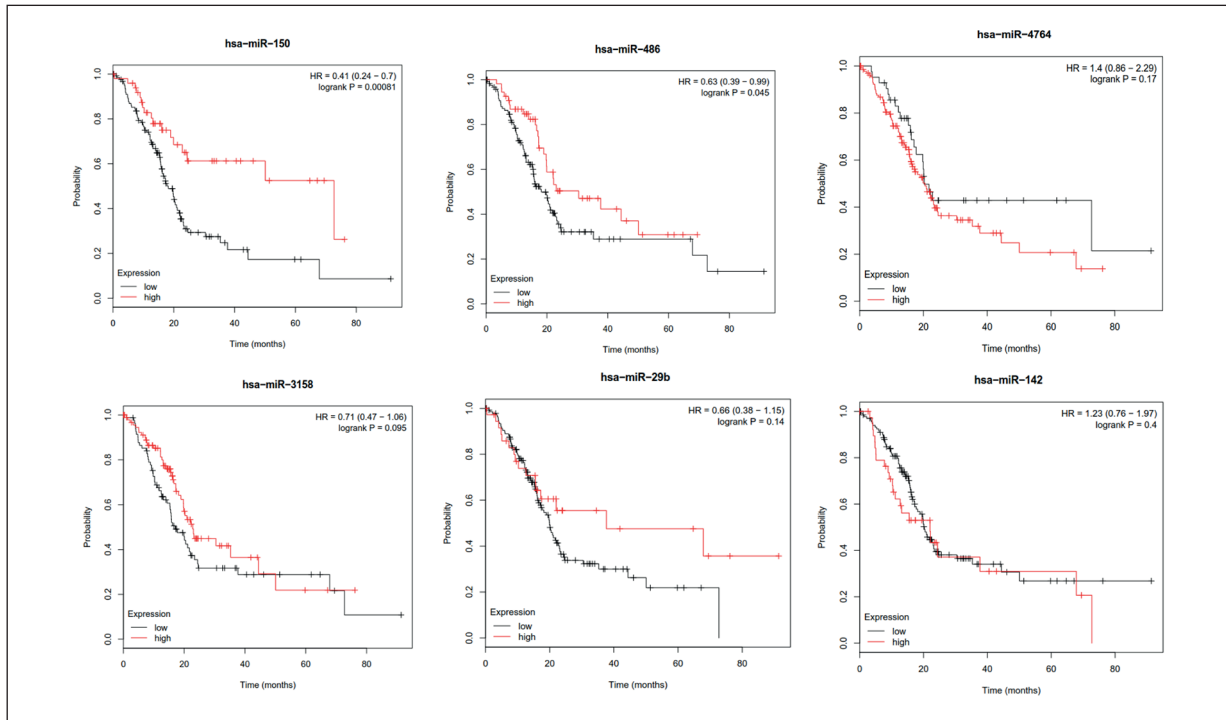 hsa−miR−150
HR = 0.41 (0.24 − 0.7)
logrank P = 0.00081
Probability
0.0 0.2 0.4 0.6 0.8 1.0
Expression
low
high
0 20 40 60 80
Time (months)
hsa−miR−486
HR = 0.63 (0.39 − 0.99)
logrank P = 0.045
Probability
0.0 0.2 0.4 0.6 0.8 1.0
Expression
low
high
0 20 40 60 80
Time (months)
hsa−miR−4764
HR = 1.4 (0.86 − 2.29)
logrank P = 0.17
Probability
0.0 0.2 0.4 0.6 0.8 1.0
Expression
low
high
0 20 40 60 80
Time (months)
hsa−miR−3158
HR = 0.71 (0.47 − 1.06)
logrank P = 0.095
Probability
0.0 0.2 0.4 0.6 0.8 1.0
Expression
low
high
0 20 40 60 80
Time (months)
hsa−miR−29b
HR = 0.66 (0.38 − 1.15)
logrank P = 0.14
Probability
0.0 0.2 0.4 0.6 0.8 1.0
Expression
low
high
0 20 40 60 80
Time (months)
hsa−miR−142
HR = 1.23 (0.76 − 1.97)
logrank P = 0.4
Probability
0.0 0.2 0.4 0.6 0.8 1.0
Expression
low
high
0 20 40 60 80
Time (months)